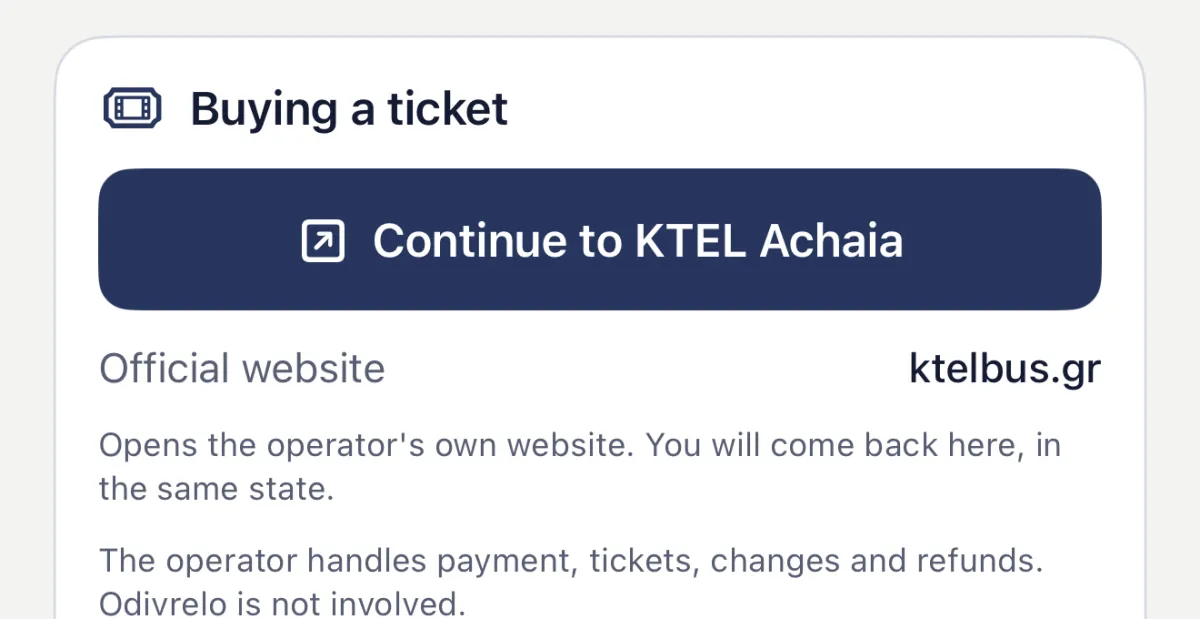 Buying a ticket
Continue to KTEL Achaia
Official website
ktelbus.gr
Opens the operator's own website. You will come back here, in
the same state.
The operator handles payment, tickets, changes and refunds.
Odivrelo is not involved.